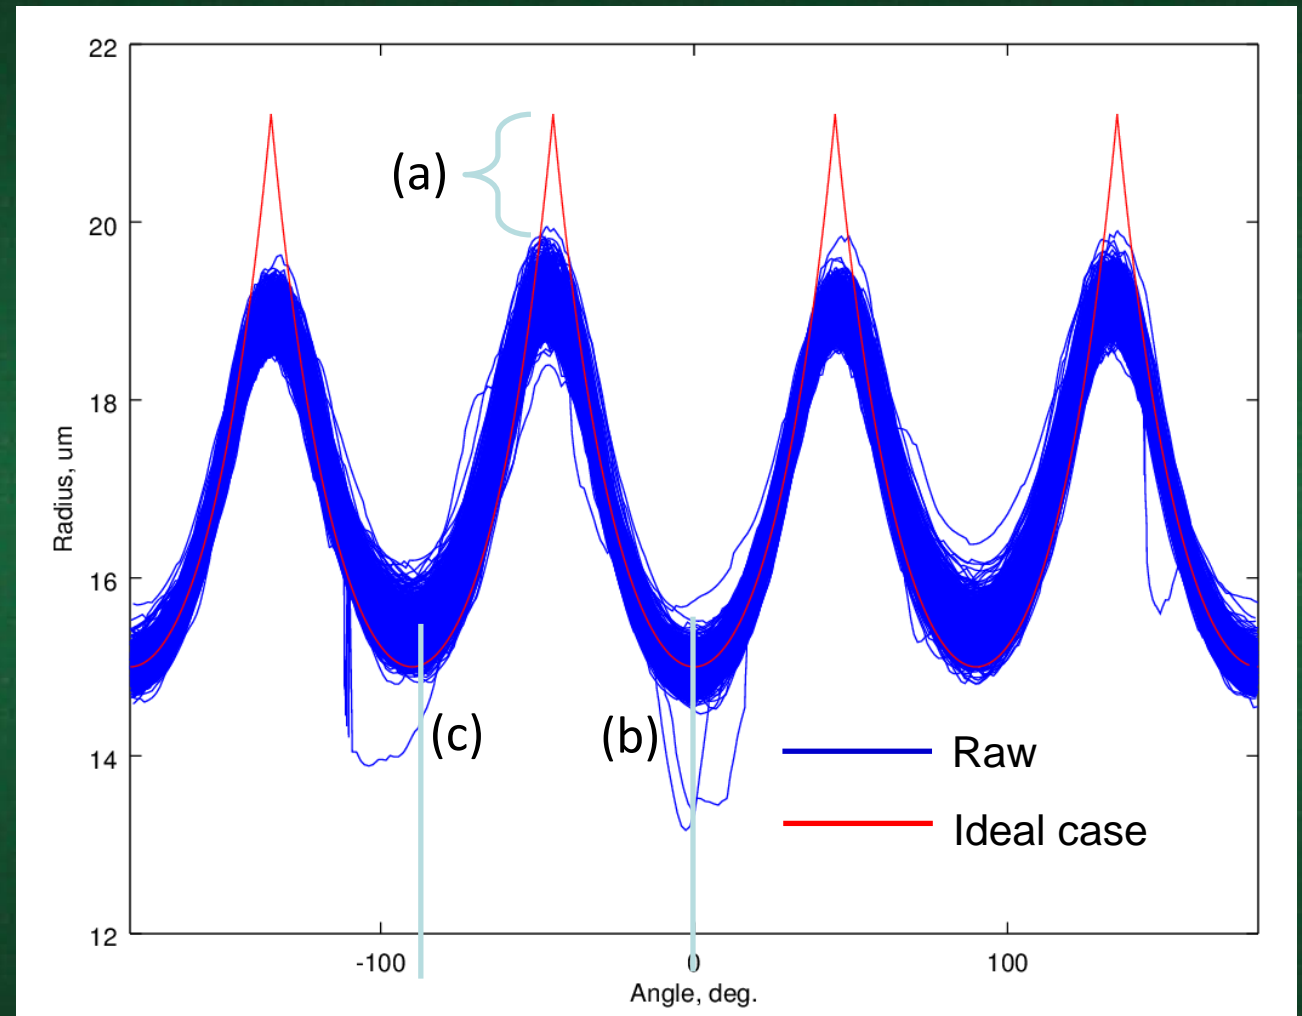 22
20
18
16
14
12
Radius, um
(a)
(c)
(b)
Raw
Ideal case
-100
0
100
Angle, deg.